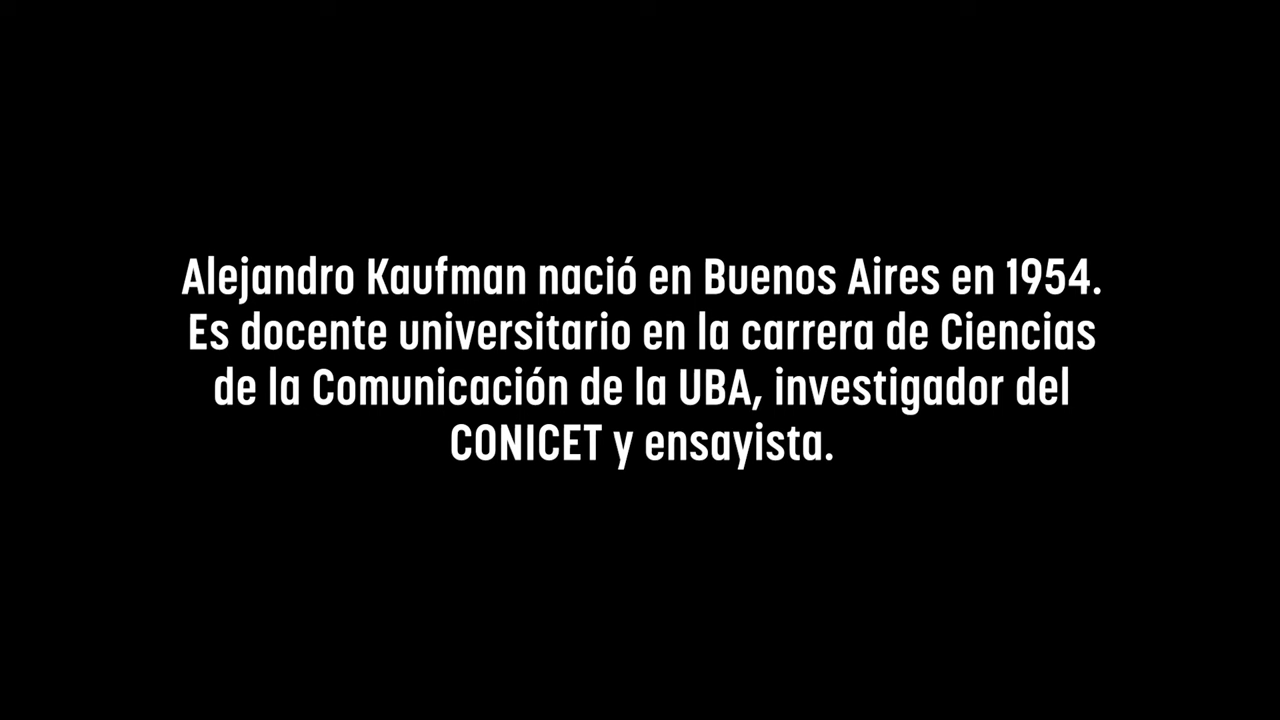 Alejandro Kaufman nació en Buenos Aires en 1954.
Es docente universitario en la carrera de Ciencias
de la Comunicación de la UBA, investigador del
CONICET y ensayista.